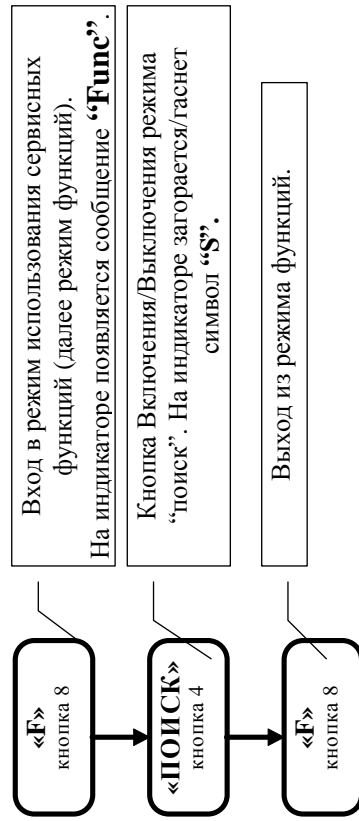 «F»
кнопка 8
Вход в режим использования сервисных
функций (далее режим функций).
На индикаторе появляется сообщение “Func”.
«ПОИСК»
кнопка 4
Кнопка Включения/Выключения режима
“поиск”. На индикаторе загорается/гаснет
символ “S”.
«F»
кнопка 8
Выход из режима функций.